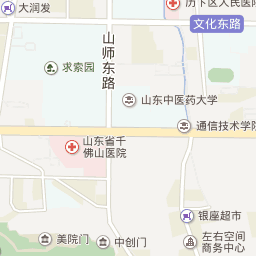 大润发
历下区人民医院
文化东路
山师东路
求索园
山东中医药大学
通信技术学院
山东省千
佛山医院
银座超市
美院门
中创门
左右空间
商务中心